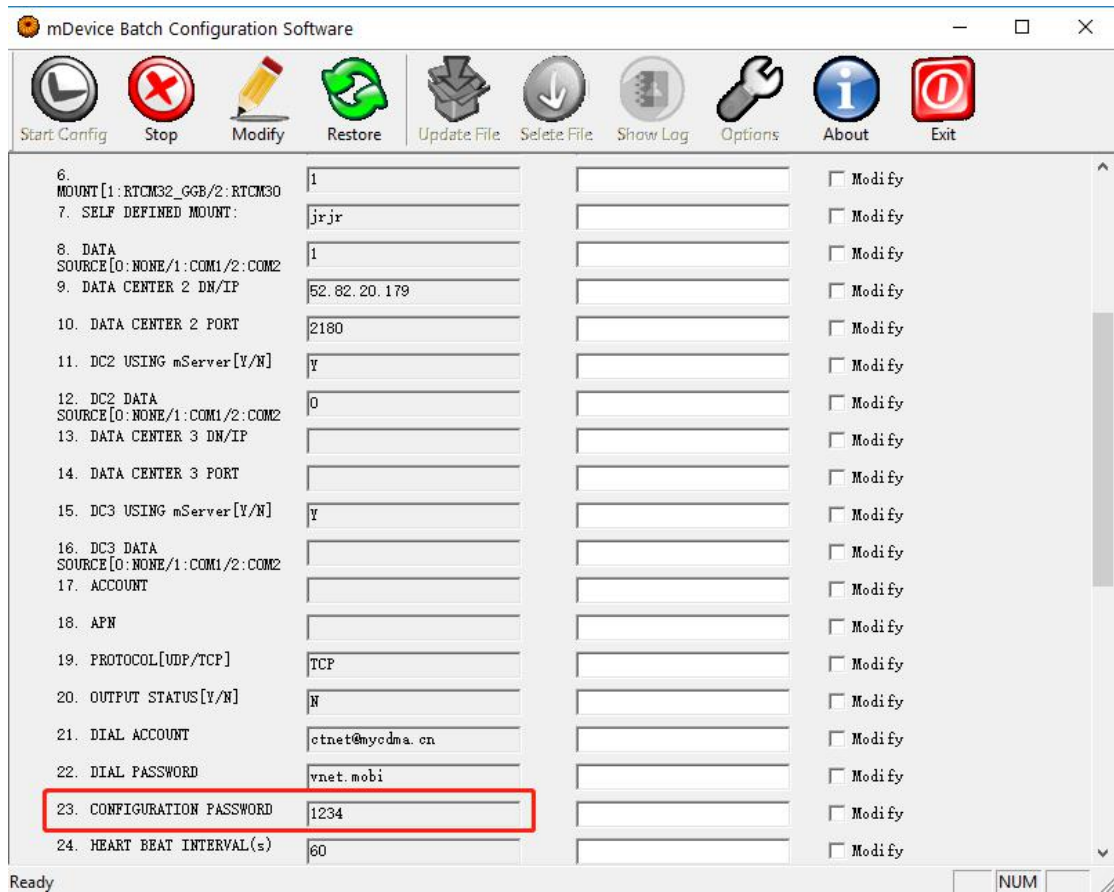 mDevice Batch Configuration Software
Start Config Stop Modify Restore Update File Selete File Show Log Options About Exit
6.
MOUNT[1:RTCM32_GGB/2:RTCM30 1 Modify
7. SELF DEFINED MOUNT: jrjr Modify
8. DATA
SOURCE[0:NONE/1:COM1/2:COM2 1 Modify
9. DATA CENTER 2 DN/IP 52.82.20.179 Modify
10. DATA CENTER 2 PORT 2180 Modify
11. DC2 USING mServer[Y/N] Y Modify
12. DC2 DATA
SOURCE[0:NONE/1:COM1/2:COM2 0 Modify
13. DATA CENTER 3 DN/IP Modify
14. DATA CENTER 3 PORT Modify
15. DC3 USING mServer[Y/N] Y Modify
16. DC3 DATA
SOURCE[0:NONE/1:COM1/2:COM2 Modify
17. ACCOUNT Modify
18. APN Modify
19. PROTOCOL[UDP/TCP] TCP Modify
20. OUTPUT STATUS[Y/N] N Modify
21. DIAL ACCOUNT ctnet@mycdma.cn Modify
22. DIAL PASSWORD vnet.mobi Modify
23. CONFIGURATION PASSWORD 1234 Modify
24. HEART BEAT INTERVAL(s) 60 Modify
Ready NUM